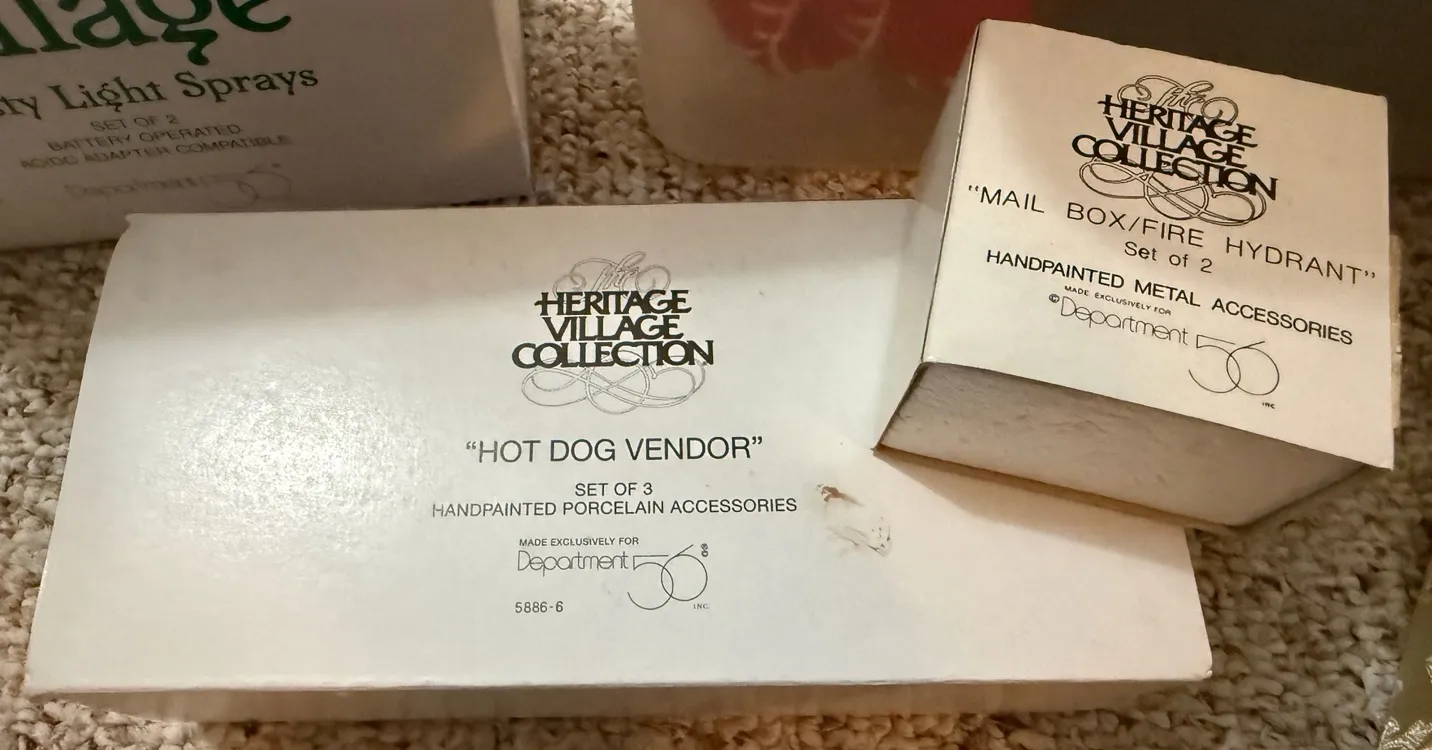 Light Sprays
SET OF 2
BATTERY OPERATED
AC/DC ADAPTER COMPATIBLE
Department 56
The
HERITAGE
VILLAGE
COLLECTION
"MAIL BOX/FIRE HYDRANT"
Set of 2
HANDPAINTED METAL ACCESSORIES
MADE EXCLUSIVELY FOR
©Department 56
INC.
The
HERITAGE
VILLAGE
COLLECTION
“HOT DOG VENDOR”
SET OF 3
HANDPAINTED PORCELAIN ACCESSORIES
MADE EXCLUSIVELY FOR
Department 56®
5886-6
INC.